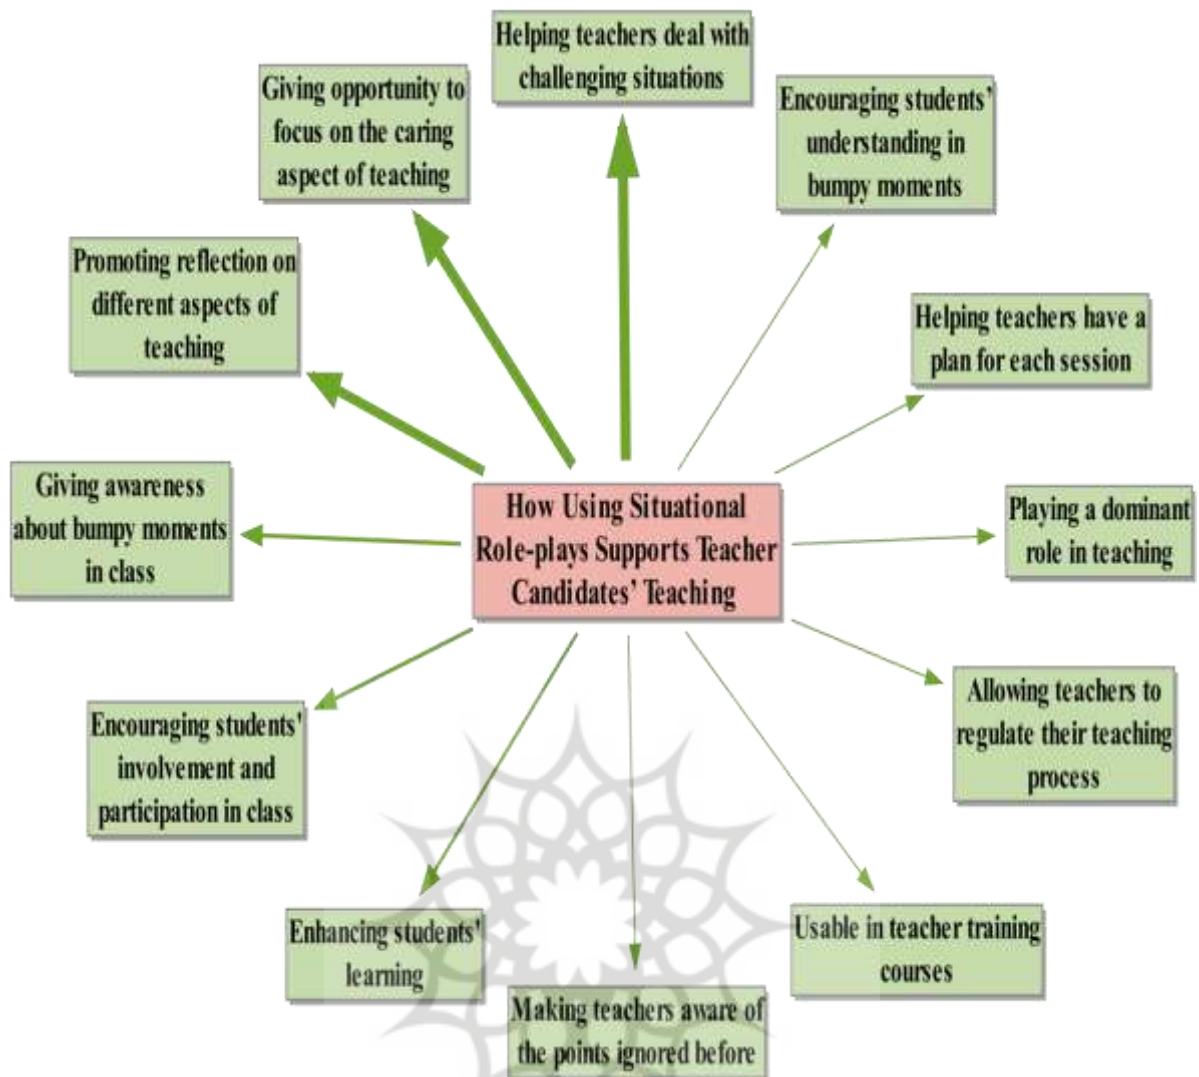 Helping teachers deal with
challenging situations
Giving opportunity to
focus on the caring
aspect of teaching
Encouraging students’
understanding in
bumpy moments
Promoting reflection on
different aspects of
teaching
Helping teachers have a
plan for each session
Giving awareness
about bumpy moments
in class
How Using Situational
Role-plays Supports Teacher
Candidates’ Teaching
Playing a dominant
role in teaching
Encouraging students'
involvement and
participation in class
Allowing teachers to
regulate their teaching
process
Enhancing students'
learning
Making teachers aware of
the points ignored before
Usable in teacher training
courses